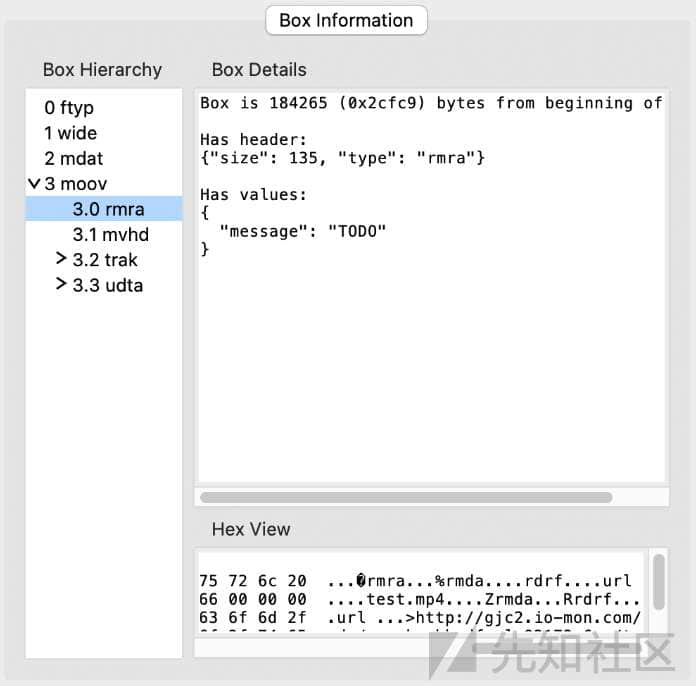 Box Information
Box Hierarchy
Box Details
0 ftyp
1 wide
2 mdat
3 moov
3.0 rmra
3.1 mvhd
3.2 trak
3.3 udta
Box is 184265 (0x2cfc9) bytes from beginning of
Has header:
{"size": 135, "type": "rmra"}
Has values:
{
"message": "TODO"
}
Hex View
75 72 6c 20 ...�rmra...%rmda....rdrf....url
66 00 00 00 ....test.mp4....Zrmda...Rrdrf...
63 6f 6d 2f .url ...>http://gjc2.io-mon.com/
先知社区